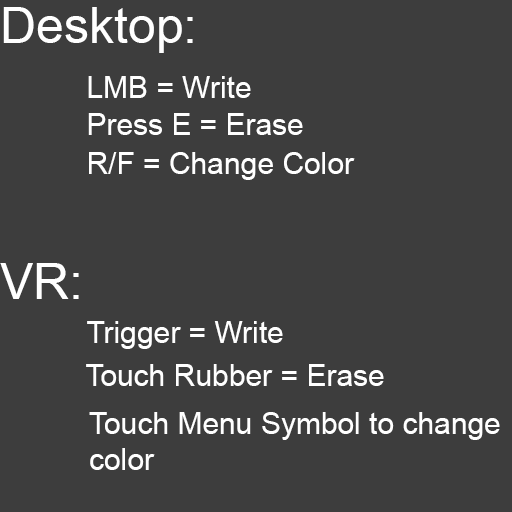 Desktop:
LMB = Write
Press E = Erase
R/F = Change Color
VR:
Trigger = Write
Touch Rubber = Erase
Touch Menu Symbol to change
color